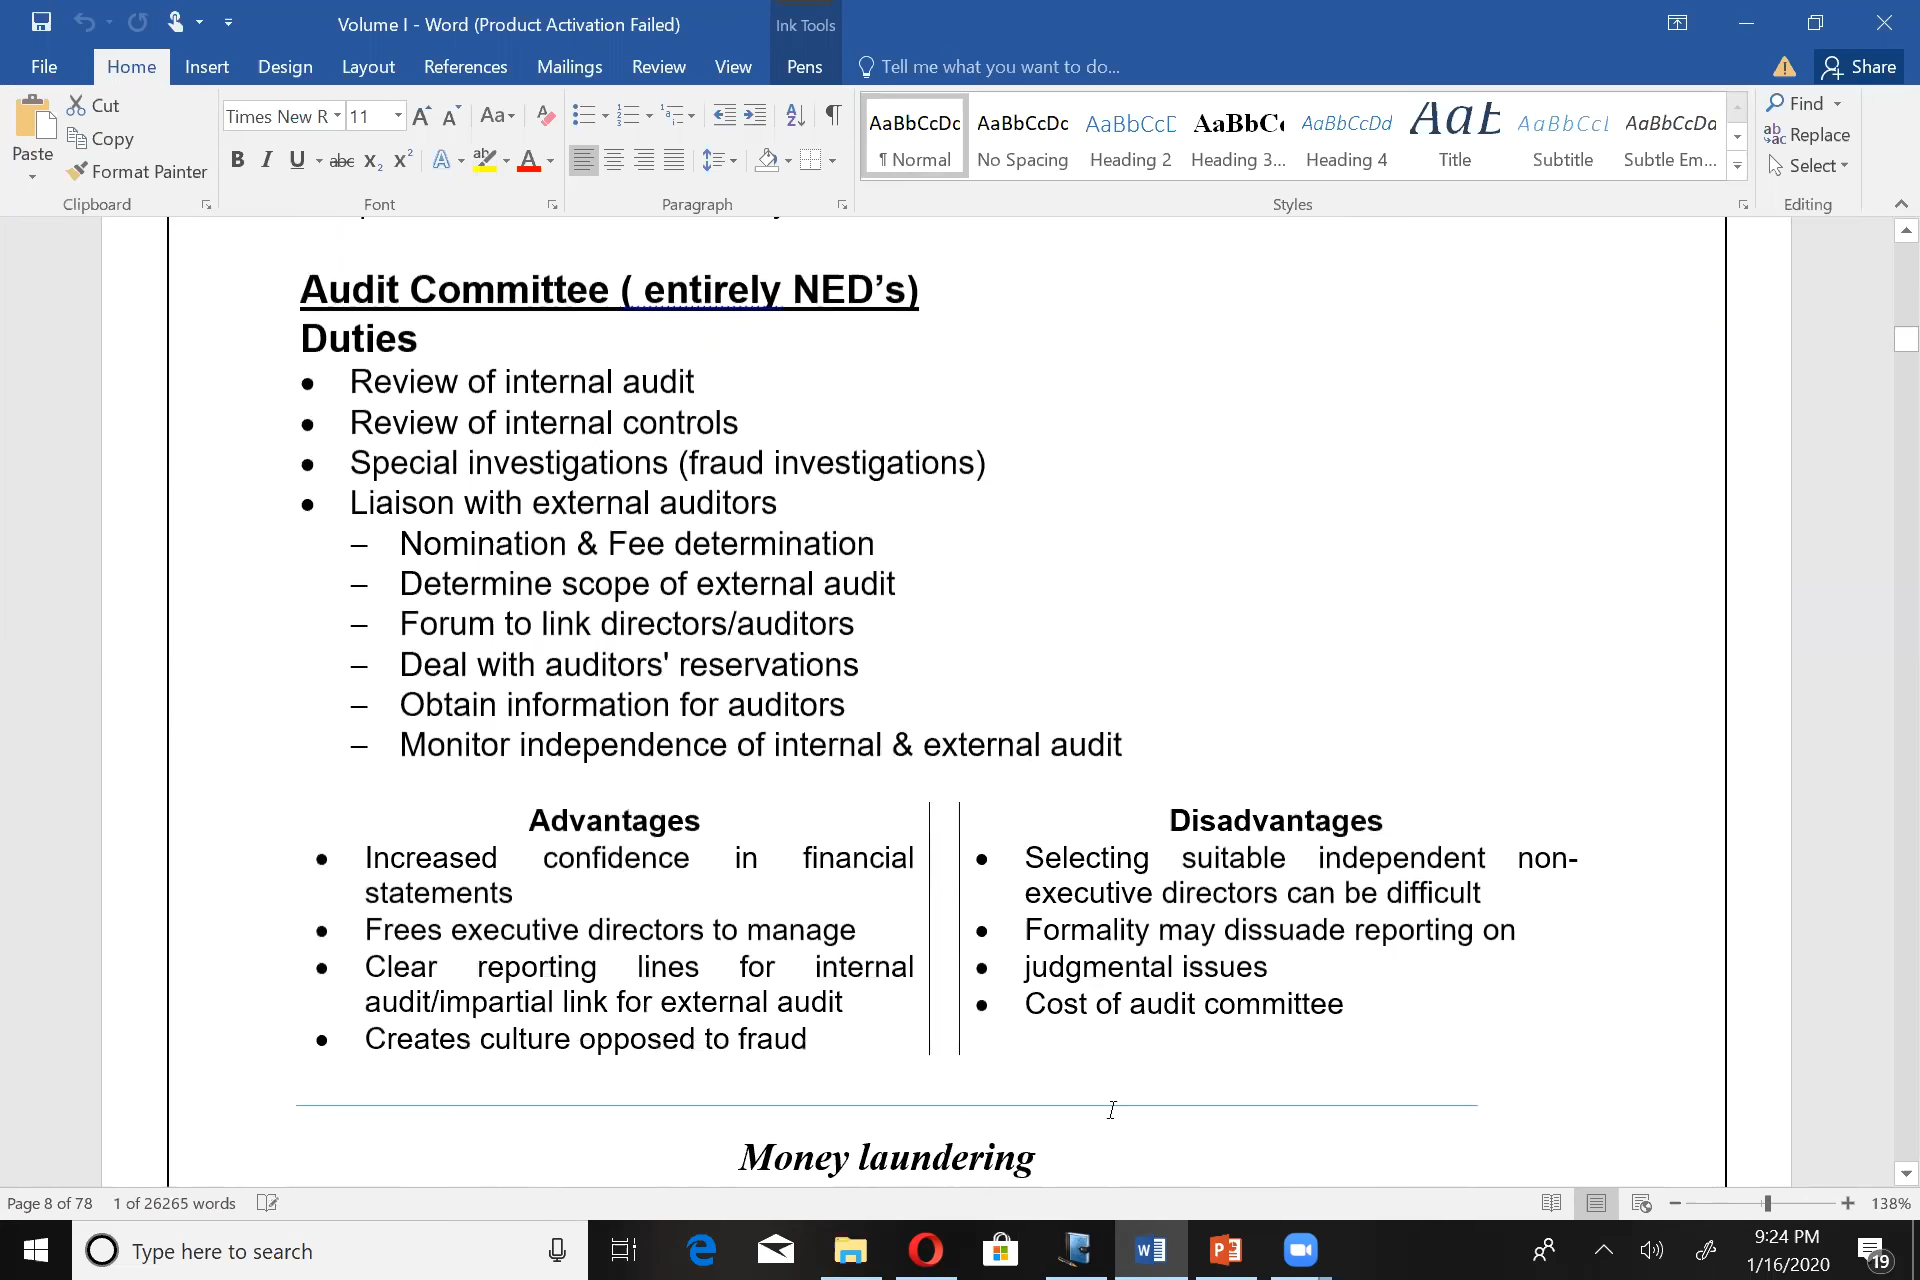 Volume I - Word (Product Activation Failed)
Ink Tools
File
Home
Insert
Design
Layout
References
Mailings
Review
View
Pens
Tell me what you want to do...
Share
Paste
Cut
Copy
Format Painter
Clipboard
Times New R
11
Font
Paragraph
AaBbCcDc
AaBbCcDc
AaBbCcD
AaBbCc
AaBbCcDd
AaB
AaBbCcD
AaBbCcDd
¶ Normal
No Spacing
Heading 2
Heading 3...
Heading 4
Title
Subtitle
Subtle Em...
Styles
Find
Replace
Select
Editing
Audit Committee ( entirely NED’s)
Duties
• Review of internal audit
• Review of internal controls
• Special investigations (fraud investigations)
• Liaison with external auditors
– Nomination & Fee determination
– Determine scope of external audit
– Forum to link directors/auditors
– Deal with auditors' reservations
– Obtain information for auditors
– Monitor independence of internal & external audit
Advantages
• Increased confidence in financial
statements
• Frees executive directors to manage
• Clear reporting lines for internal
audit/impartial link for external audit
• Creates culture opposed to fraud
Disadvantages
• Selecting suitable independent non-
executive directors can be difficult
• Formality may dissuade reporting on
• judgmental issues
• Cost of audit committee
Money laundering
Page 8 of 78
1 of 26265 words
138%
Type here to search
9:24 PM
1/16/2020
19